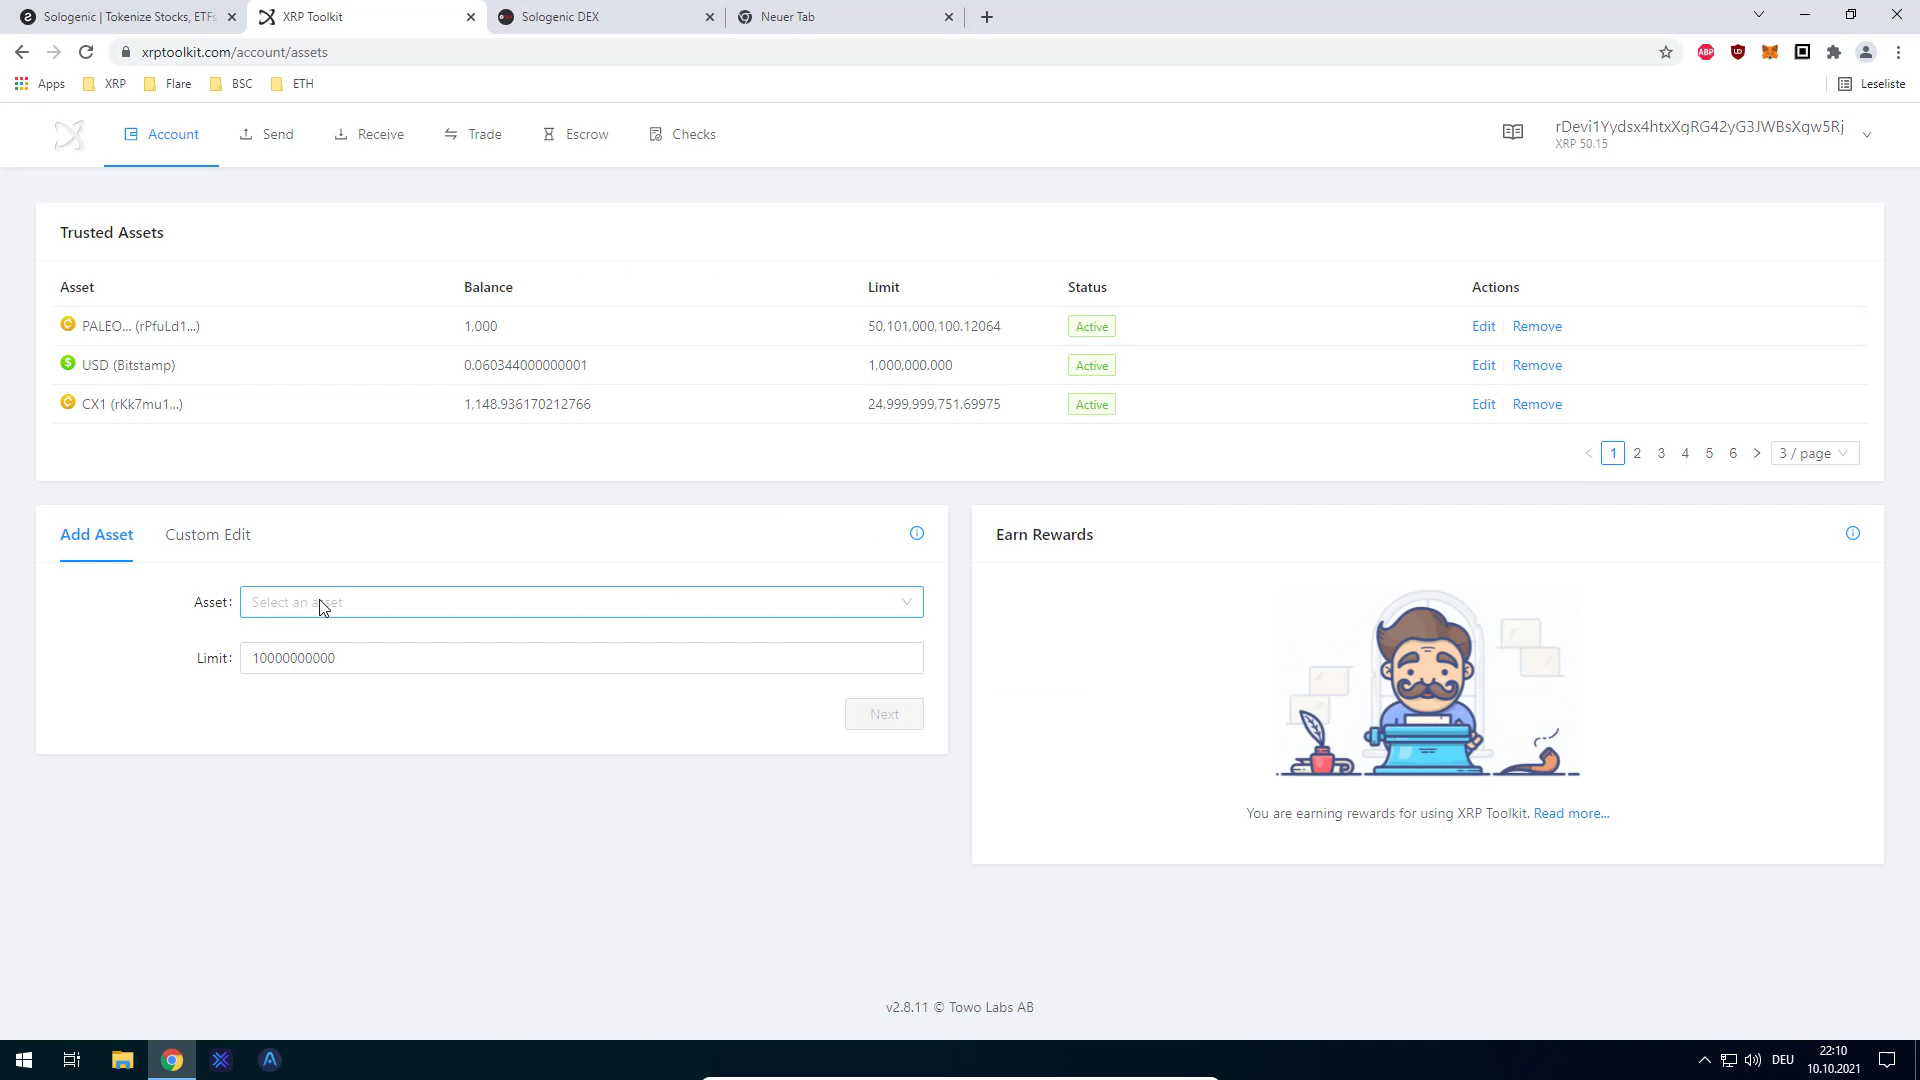 Sologenic | Tokenize Stocks, ETFs
XRP Toolkit
Sologenic DEX
Neuer Tab
xrptoolkit.com/account/assets
ABP
Apps
XRP
Flare
BSC
ETH
Leseliste
Account
Send
Receive
Trade
Escrow
Checks
rDevi1Yydsx4htxXgRG42yG3JWBsXgw5Rj
XRP 50.15
Trusted Assets
Asset Balance Limit Status Actions
PALEO... (rPfuLd1...) 1,000 50,101,000,100.12064 Active Edit Remove
USD (Bitstamp) 0.060344000000001 1,000,000,000 Active Edit Remove
CX1 (rKk7mu1...) 1,148.936170212766 24,999,999,751.69975 Active Edit Remove
1 2 3 4 5 6 3 / page
Add Asset Custom Edit
Asset: Select an asset
Limit: 10000000000
Next
Earn Rewards
You are earning rewards for using XRP Toolkit. Read more...
v2.8.11 © Towo Labs AB
DEU
22:10
10.10.2021